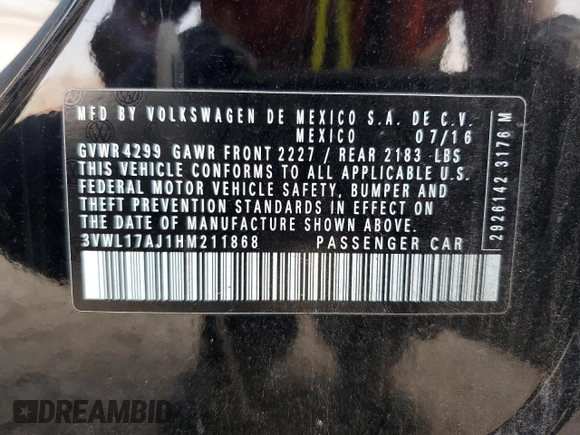 MFD BY VOLKSWAGEN DE MEXICO S.A. DE C.V.
MEXICO 07/16
GVWR 4299 GAWR FRONT 2227 / REAR 2183 LBS
THIS VEHICLE CONFORMS TO ALL APPLICABLE U.S.
FEDERAL MOTOR VEHICLE SAFETY, BUMPER AND
THEFT PREVENTION STANDARDS IN EFFECT ON
THE DATE OF MANUFACTURE SHOWN ABOVE.
3VWL17AJ1HM211868 PASSENGER CAR
2926142 3176 M
DREAMBID